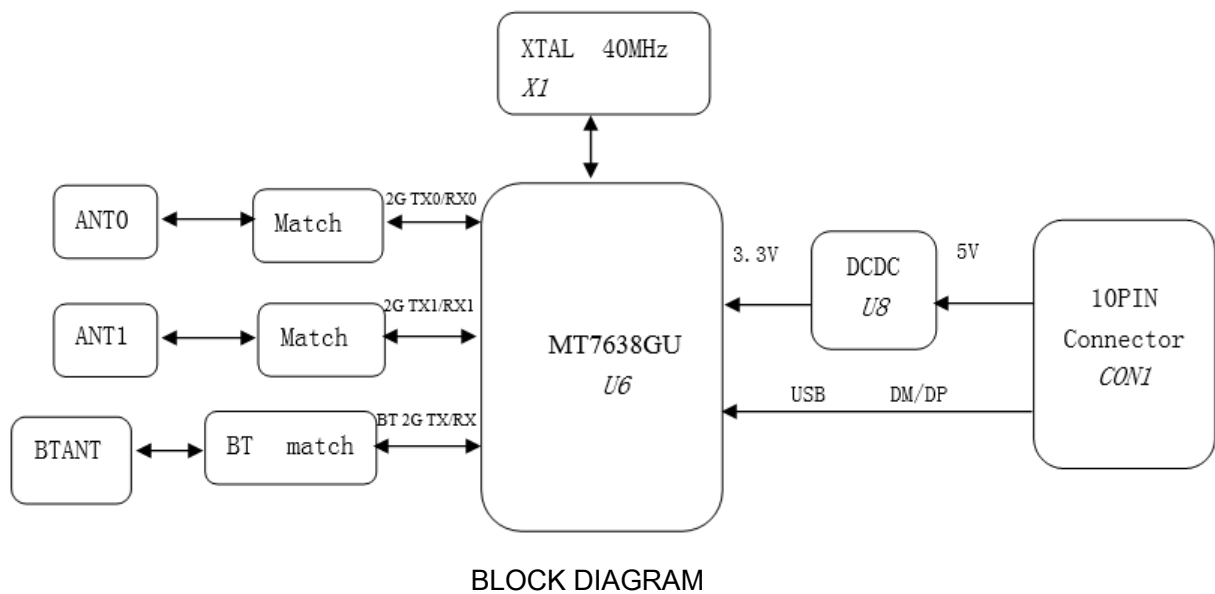 XTAL 40MHz
X1
ANT0
Match
2G TX0/RX0
ANT1
Match
2G TX1/RX1
BTANT
BT match
BT 2G TX/RX
MT7638GU
U6
3.3V
DCDC
U8
5V
USB DM/DP
10PIN
Connector
CON1
BLOCK DIAGRAM